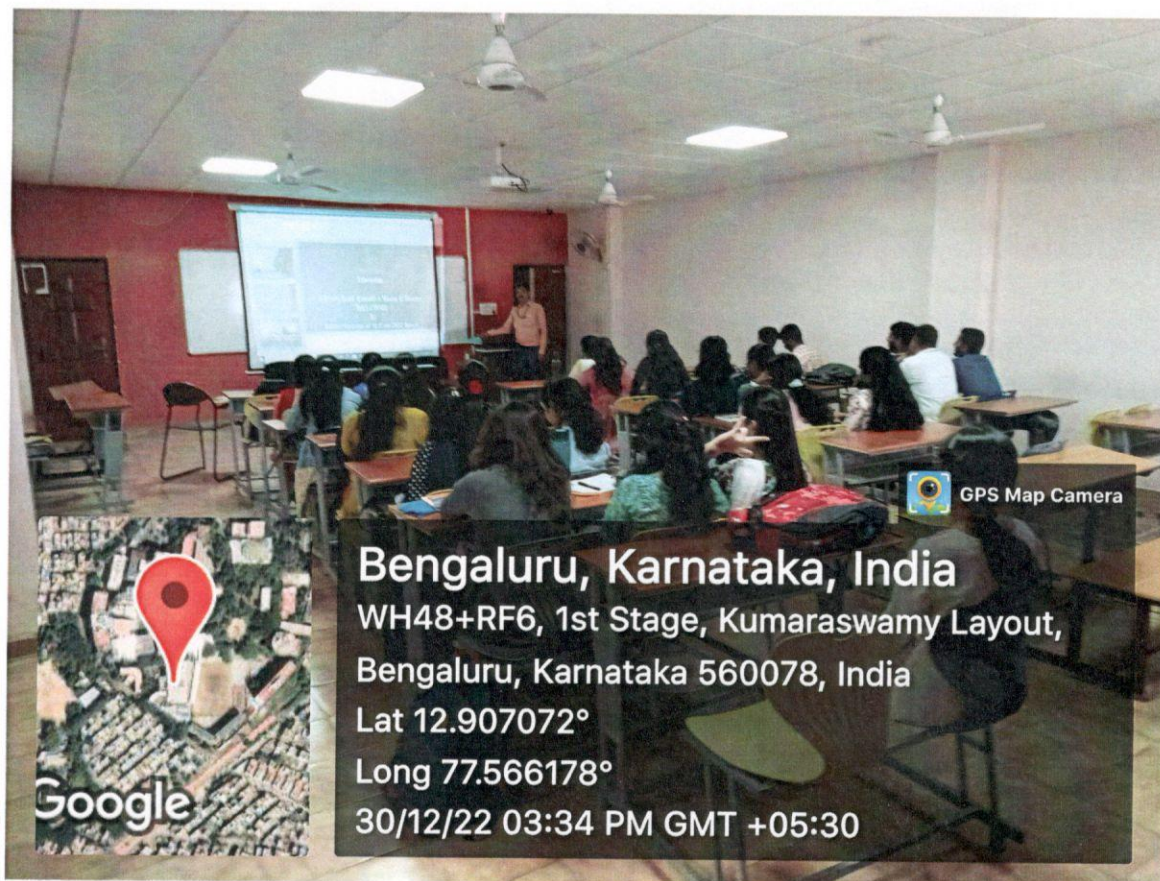 GPS Map Camera
Bengaluru, Karnataka, India
WH48+RF6, 1st Stage, Kumaraswamy Layout,
Bengaluru, Karnataka 560078, India
Lat 12.907072°
Long 77.566178°
30/12/22 03:34 PM GMT +05:30
Google